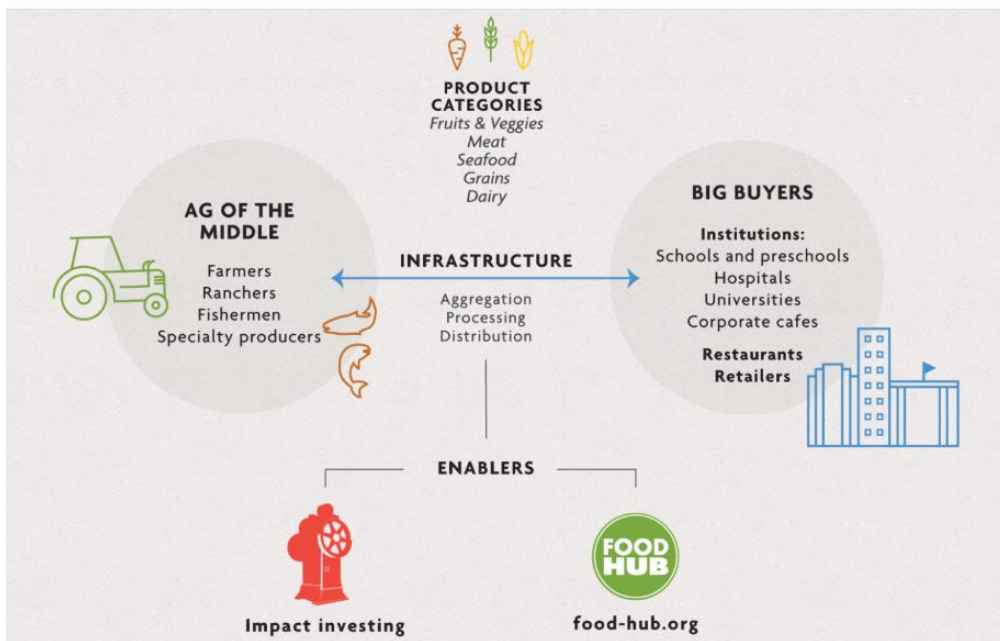 PRODUCT
CATEGORIES
Fruits & Veggies
Meat
Seafood
Grains
Dairy
AG OF THE
MIDDLE
Farmers
Ranchers
Fishermen
Specialty producers
INFRASTRUCTURE
Aggregation
Processing
Distribution
BIG BUYERS
Institutions:
Schools and preschools
Hospitals
Universities
Corporate cafes
Restaurants
Retailers
ENABLERS
Impact investing
FOOD
HUB
food-hub.org